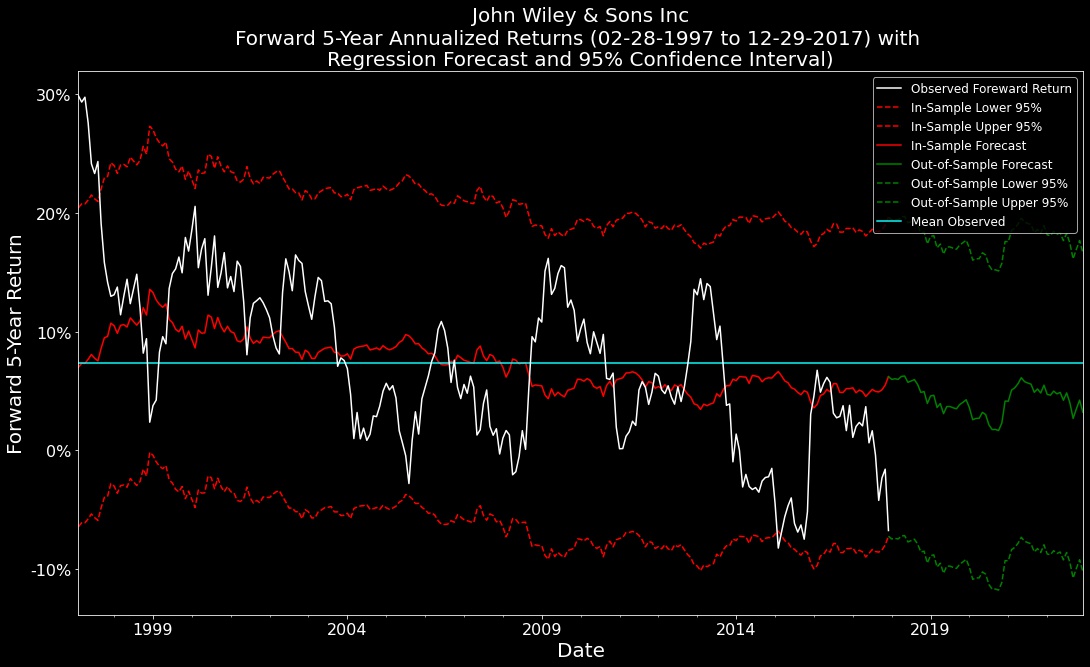 John Wiley & Sons Inc
Forward 5-Year Annualized Returns (02-28-1997 to 12-29-2017) with
Regression Forecast and 95% Confidence Interval)
Forward 5-Year Return
30%
20%
10%
0%
-10%
Observed Foreward Return
In-Sample Lower 95%
In-Sample Upper 95%
In-Sample Forecast
Out-of-Sample Forecast
Out-of-Sample Lower 95%
Out-of-Sample Upper 95%
Mean Observed
1999 2004 2009 2014 2019
Date